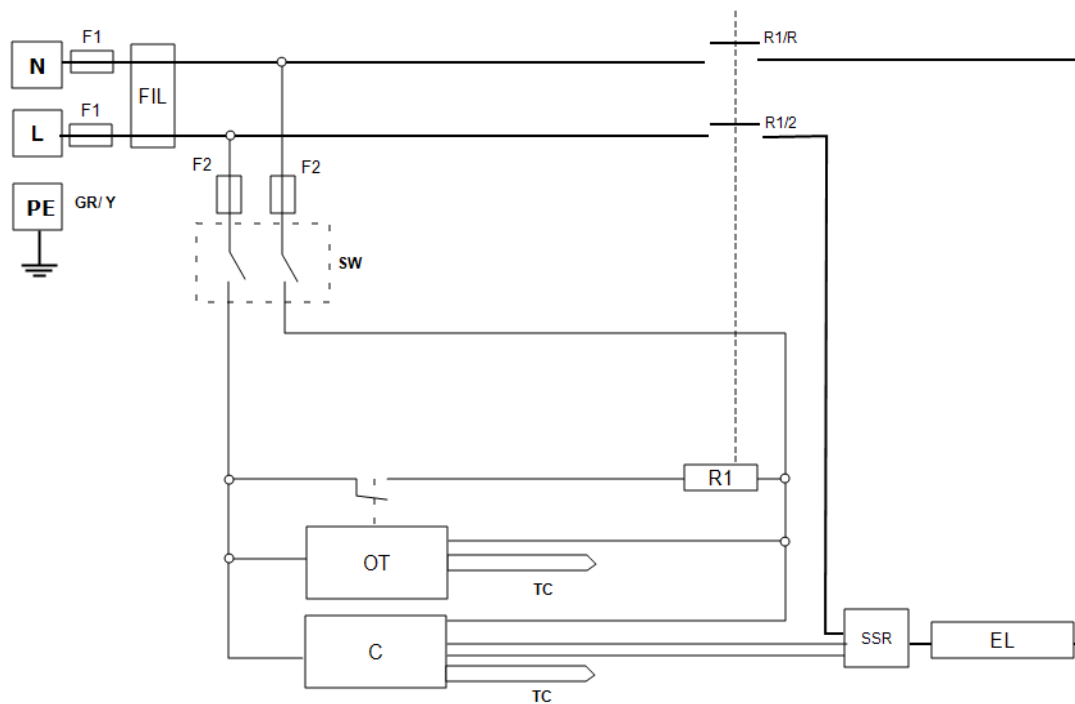 F1
R1/R
N
FIL
F1
L
R1/2
F2
F2
PE
GR/ Y
SW
R1
OT
TC
C
SSR
EL
TC